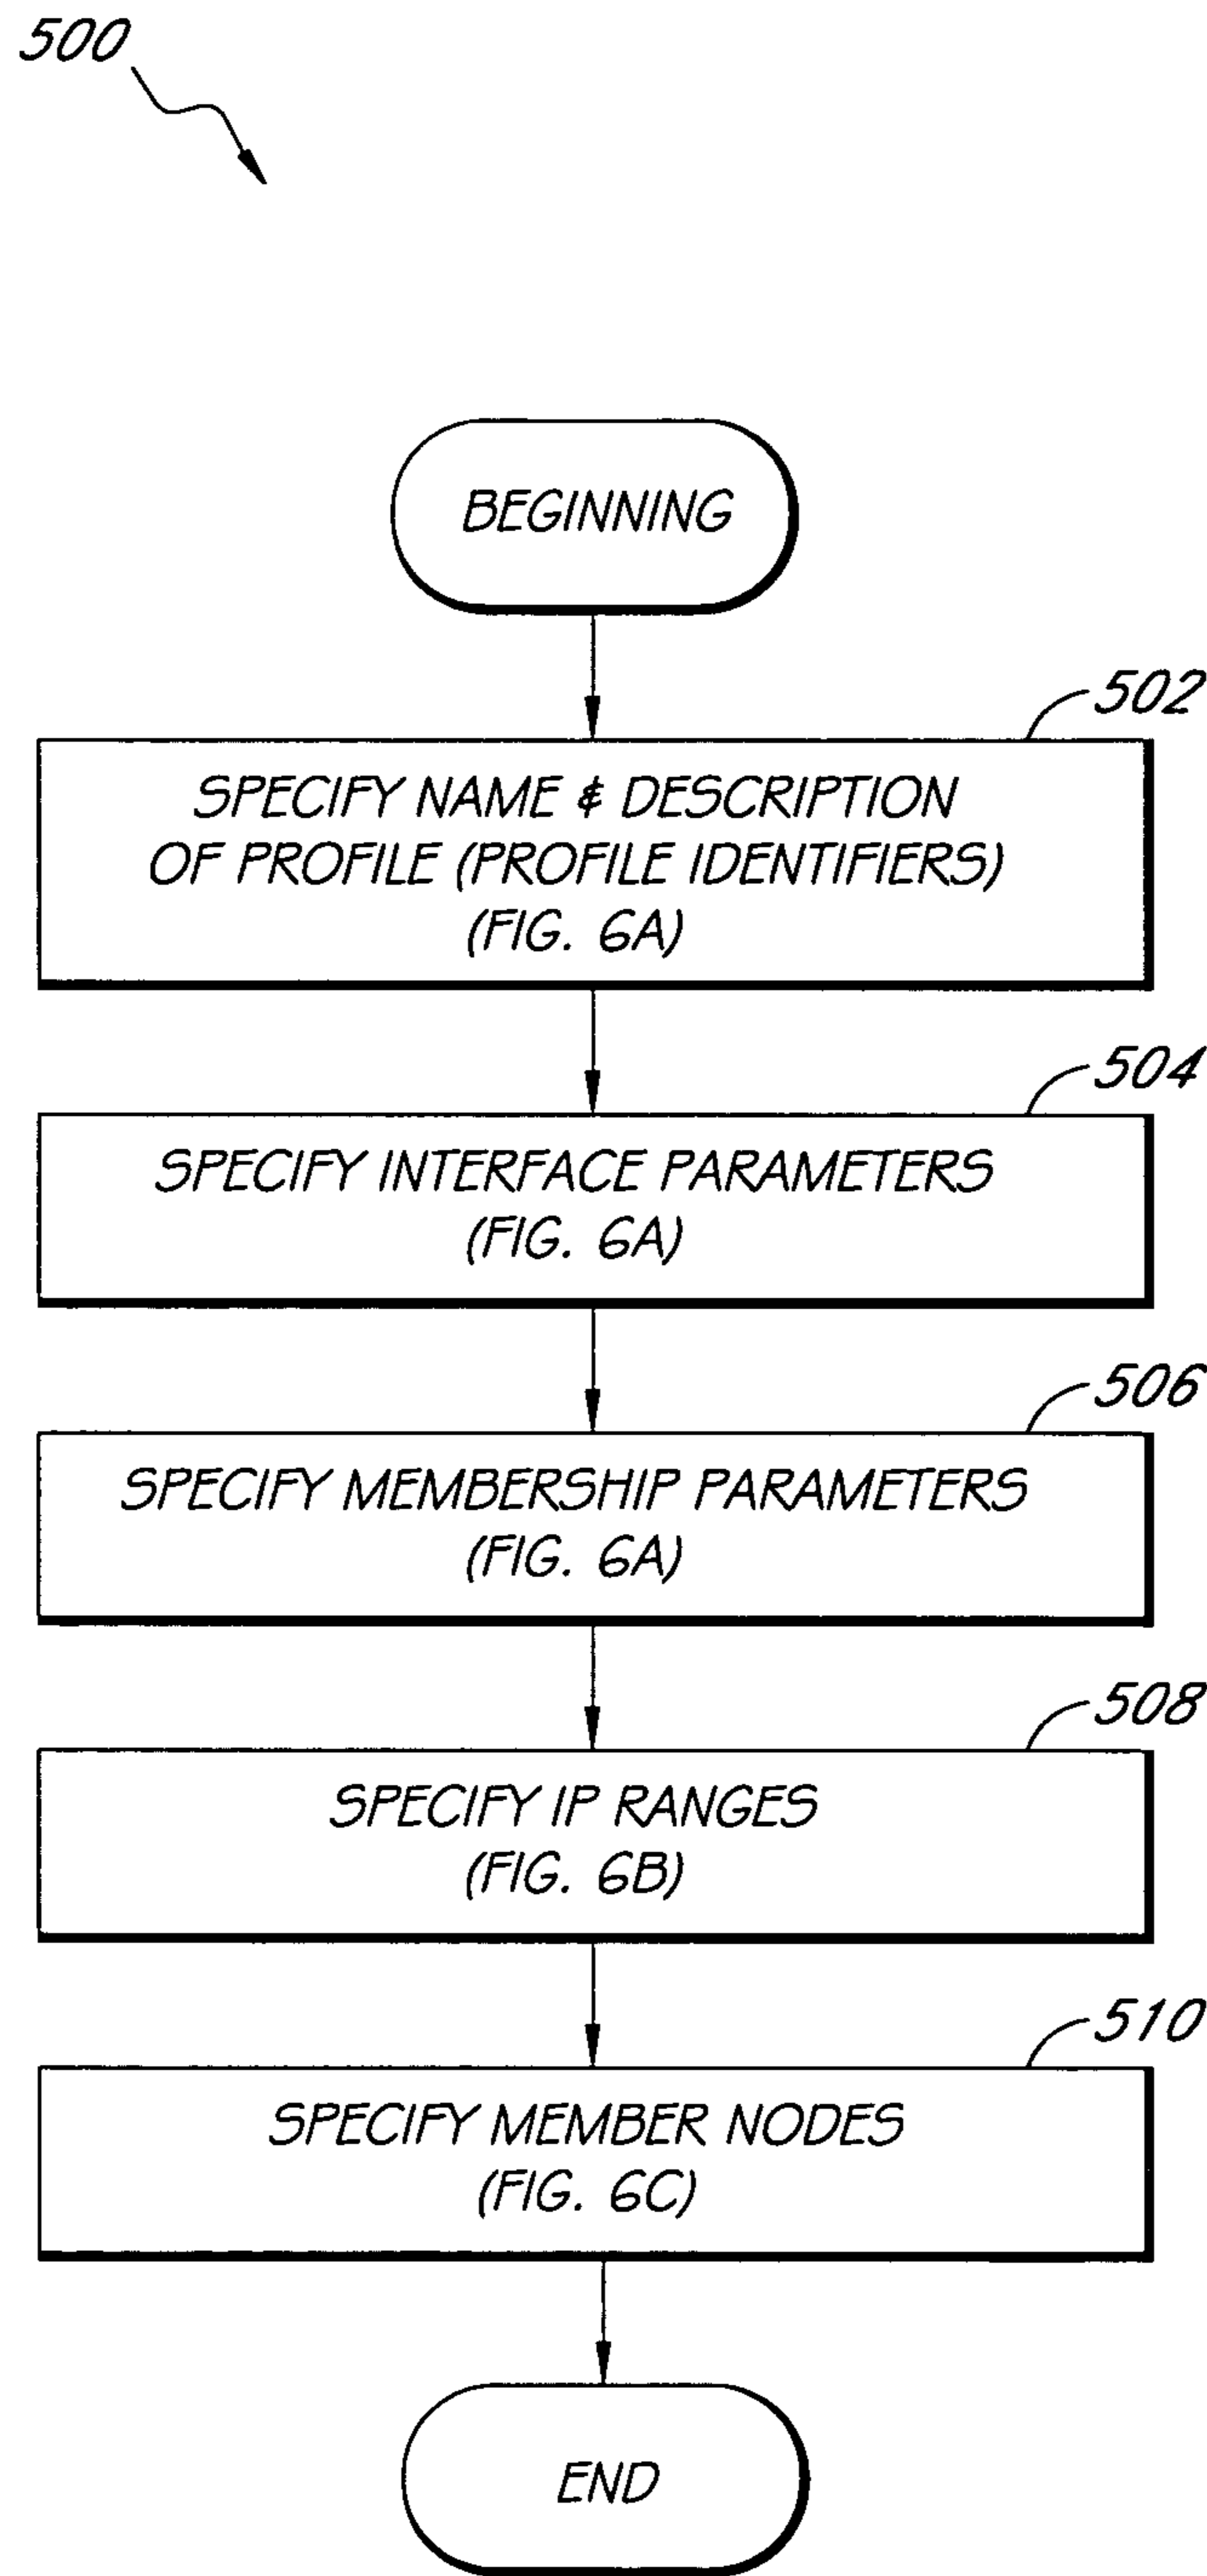 500
BEGINNING
502
SPECIFY NAME & DESCRIPTION
OF PROFILE (PROFILE IDENTIFIERS)
(FIG. 6A)
504
SPECIFY INTERFACE PARAMETERS
(FIG. 6A)
506
SPECIFY MEMBERSHIP PARAMETERS
(FIG. 6A)
508
SPECIFY IP RANGES
(FIG. 6B)
510
SPECIFY MEMBER NODES
(FIG. 6C)
END